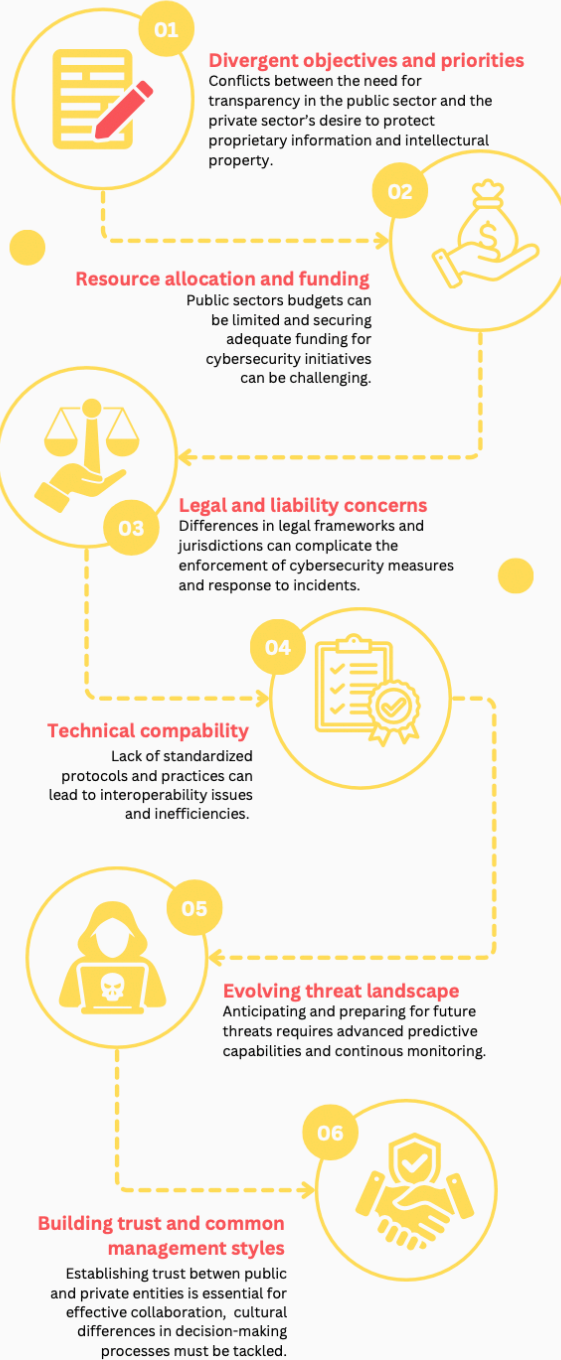 01
Divergent objectives and priorities
Conflicts between the need for
transparency in the public sector and the
private sector's desire to protect
proprietary information and intellectural
property.
02
$
Resource allocation and funding
Public sectors budgets can
be limited and securing
adequate funding for
cybersecurity initiatives
can be challenging.
03
Legal and liability concerns
Differences in legal frameworks and
jurisdictions can complicate the
enforcement of cybersecurity measures
and response to incidents.
04
Technical compability
Lack of standardized
protocols and practices can
lead to interoperability issues
and inefficiencies.
05
Evolving threat landscape
Anticipating and preparing for future
threats requires advanced predictive
capabilities and continous monitoring.
06
Building trust and common
management styles
Establishing trust betwen public
and private entities is essential for
effective collaboration, cultural
differences in decision-making
processes must be tackled.